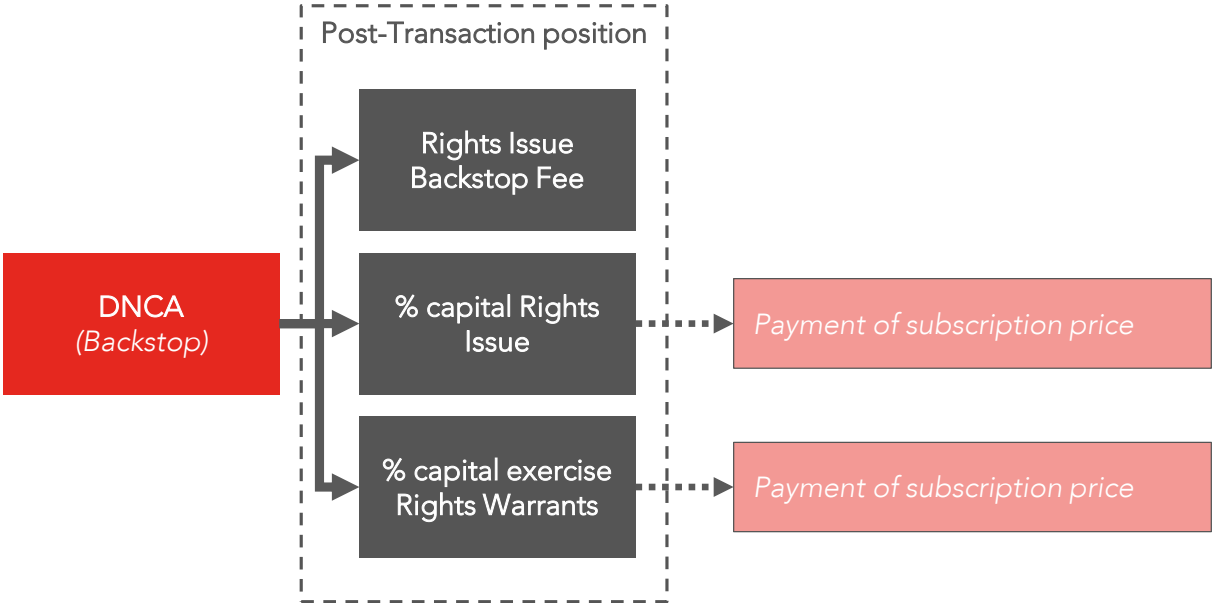 Post-Transaction position
Rights Issue
Backstop Fee
DNCA
(Backstop)
% capital Rights
Issue
Payment of subscription price
% capital exercise
Rights Warrants
Payment of subscription price